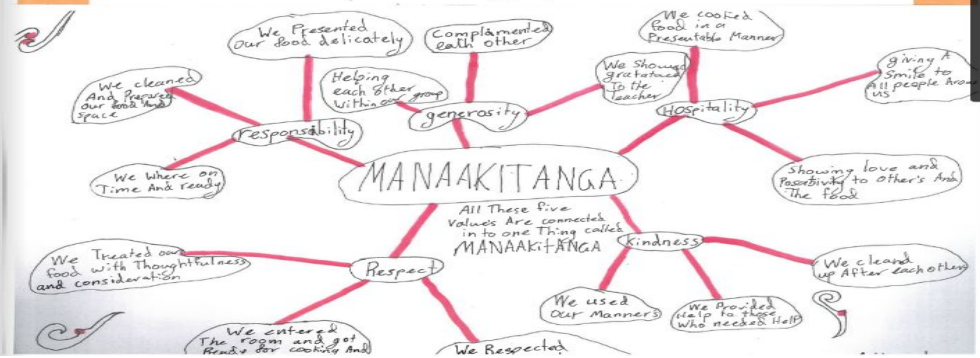 We Presented
Our food delicately
Complamented
each other
We cooked
food in a
Presentable Manner
We cleaned
And Prepared
our food And
space
Helping
each other
within our group
We Showed
gratatude
To the
teacher
giving A
Smile to
All people Around
us
responsability
generosity
Hospitality
We Where on
Time And ready
MANAAKITANGA
Showing love and
Posativity to Other's And
The food
All These five
values Are connected
in to one Thing called
MANAAKITANGA
kindness
We Treated our
food with Thoughtfulness
and consideration
Respect
We cleand
up After each other
We used
Our Manners
We Provided
Help to those
Who needed Help
We entered
The room and got
Ready for cooking And
We Respected